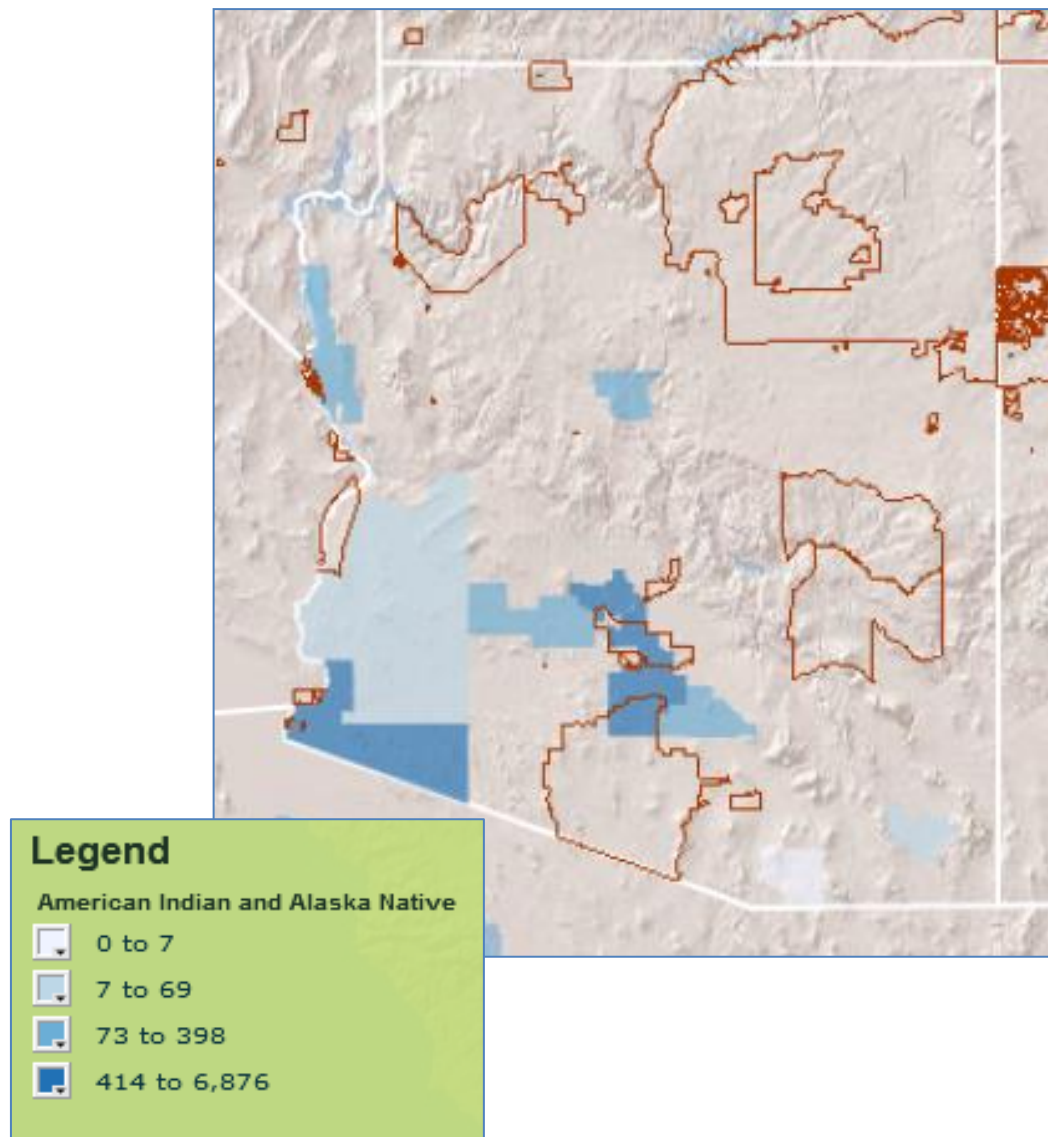 Legend
American Indian and Alaska Native
0 to 7
7 to 69
73 to 398
414 to 6,876